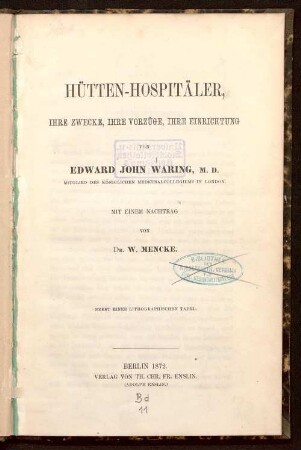 HÜTTEN-HOSPITÄLER,
IHRE ZWECKE, IHRE VORZÜGE, IHRE EINRICHTUNG
VON
EDWARD JOHN WARING, M. D.
MITGLIED DES KÖNIGLICHEN MEDICINALCOLLEGIUMS IN LONDON.
MIT EINEM NACHTRAG
VON
DR. W. MENCKE.
BIBLIOTHEK
NEBST EINER LITHOGRAPHISCHEN TAFEL.
BERLIN 1872.
VERLAG VON TH. CHR. FR. ENSLIN.
(ADOLPH ENSLIN.)
Bd
11